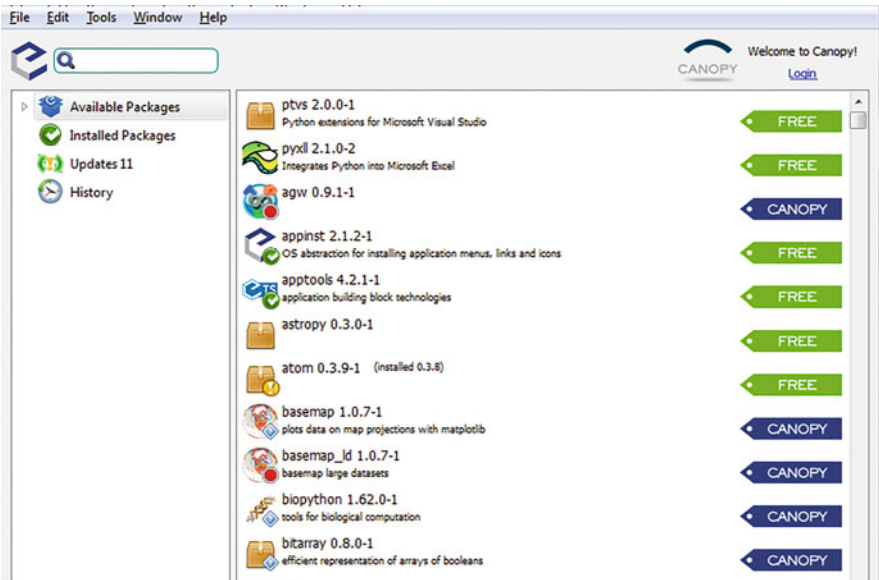 File Edit Tools Window Help
CANOPY
Welcome to Canopy!
Login
Available Packages
Installed Packages
Updates 11
History
ptvs 2.0.0-1
Python extensions for Microsoft Visual Studio
FREE
pyxll 2.1.0-2
Integrates Python into Microsoft Excel
FREE
agw 0.9.1-1
CANOPY
appinst 2.1.2-1
OS abstraction for installing application menus, links and icons
FREE
apptools 4.2.1-1
application building block technologies
FREE
astropy 0.3.0-1
FREE
atom 0.3.9-1 (installed 0.3.8)
FREE
basemap 1.0.7-1
plots data on map projections with matplotlib
CANOPY
basemap_ld 1.0.7-1
basemap large datasets
CANOPY
biopython 1.62.0-1
tools for biological computation
CANOPY
bitarray 0.8.0-1
efficient representation of arrays of booleans
CANOPY